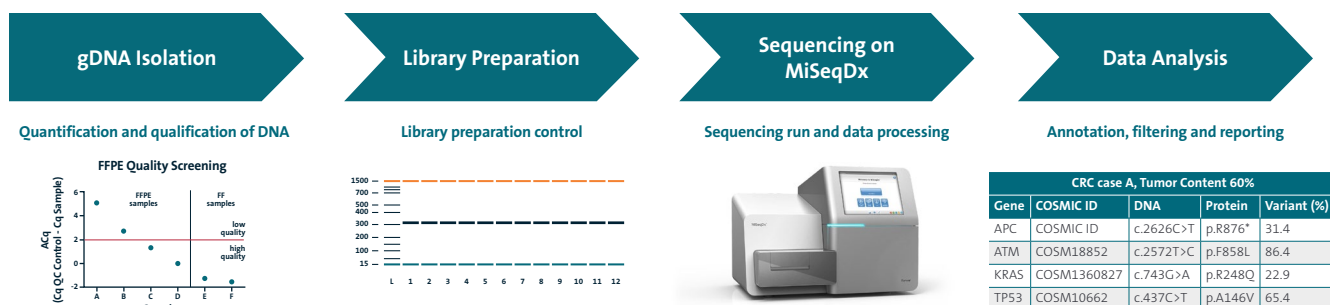 gDNA Isolation
Library Preparation
Sequencing on
MiSeqDx
Data Analysis
Quantification and qualification of DNA
Library preparation control
Sequencing run and data processing
Annotation, filtering and reporting
FFPE Quality Screening
ΔCq
(Cq QC Control - Cq Sample)
6
4
2
0
-2
FFPE
samples
FF
samples
low
quality
high
quality
A B C D E F
1500
700
500
400
300
200
100
15
L 1 2 3 4 5 6 7 8 9 10 11 12
MiSeqDx
CRC case A, Tumor Content 60%
Gene COSMIC ID DNA Protein Variant (%)
APC COSMIC ID c.2626C>T p.R876* 31.4
ATM COSM18852 c.2572T>C p.F858L 86.4
KRAS COSM1360827 c.743G>A p.R248Q 22.9
TP53 COSM10662 c.437C>T p.A146V 65.4